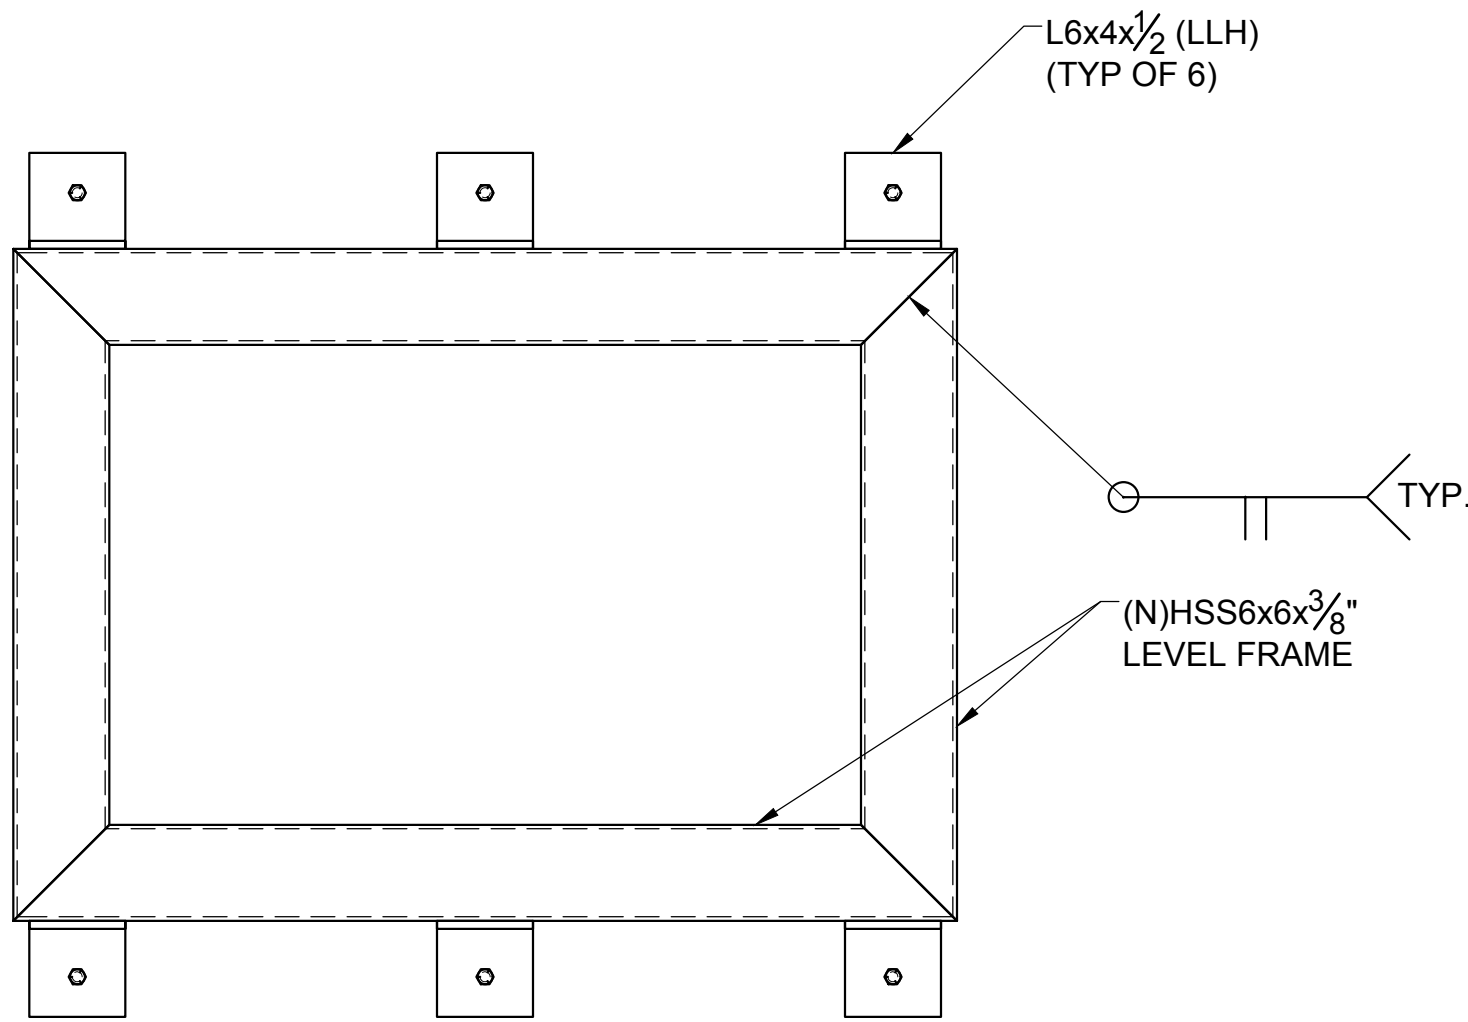 L6x4x1/2 (LLH)
(TYP OF 6)
TYP.
(N)HSS6x6x3/8"
LEVEL FRAME